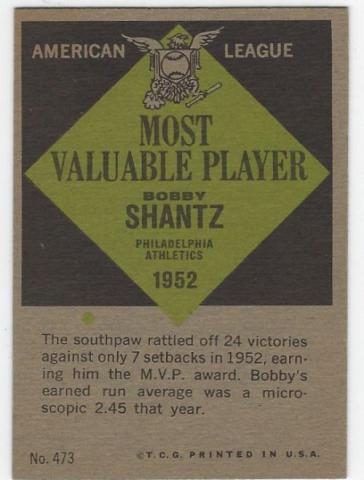 AMERICAN LEAGUE
MOST
VALUABLE PLAYER
BOBBY
SHANTZ
PHILADELPHIA
ATHLETICS
1952
The southpaw rattled off 24 victories
against only 7 setbacks in 1952, earn-
ing him the M.V.P. award. Bobby's
earned run average was a micro-
scopic 2.45 that year.
No. 473
©T.C.G. PRINTED IN U.S.A.